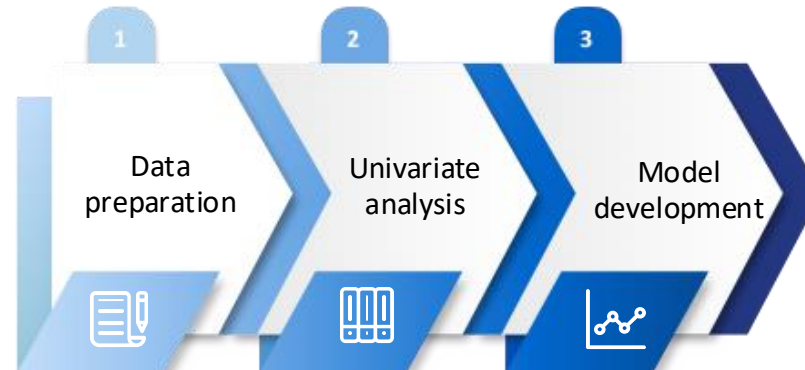 1
Data
preparation
2
Univariate
analysis
3
Model
development